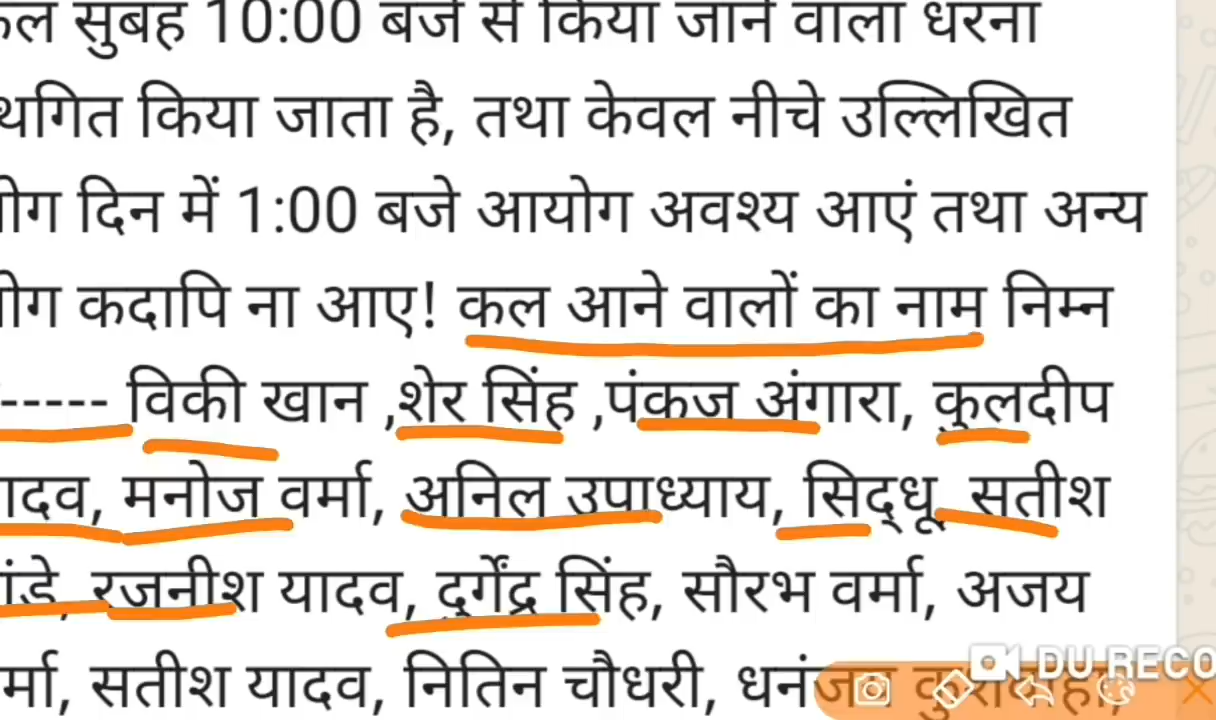 कल सुबह 10:00 बजे से किया जाने वाला धरना
थगित किया जाता है, तथा केवल नीचे उल्लिखित
ोग दिन में 1:00 बजे आयोग अवश्य आएं तथा अन्य
ोग कदापि ना आए! कल आने वालों का नाम निम्न
----- विकी खान ,शेर सिंह ,पंकज अंगारा, कुलदीप
ादव, मनोज वर्मा, अनिल उपाध्याय, सिद्धू, सतीश
ांडे, रजनीश यादव, दुर्गेंद्र सिंह, सौरभ वर्मा, अजय
र्मा, सतीश यादव, नितिन चौधरी,
DU RECO